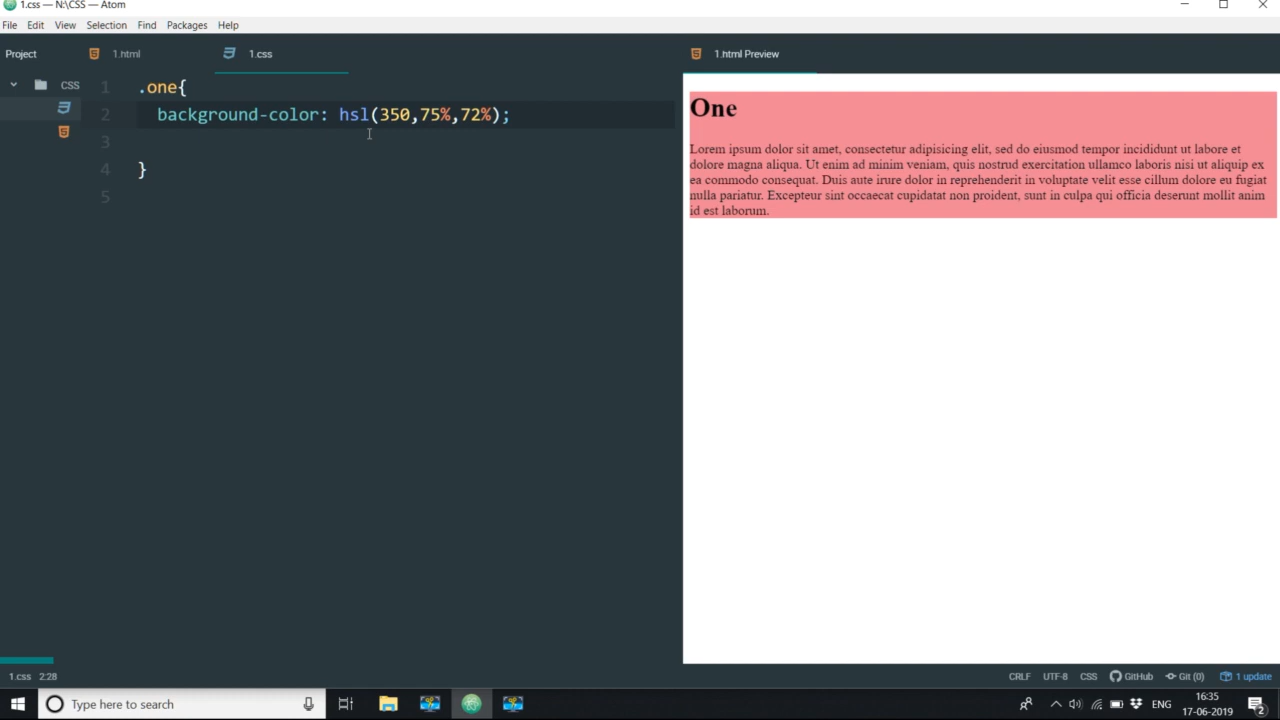 1.css — N:\CSS — Atom
File Edit View Selection Find Packages Help
Project
1.html
1.css
1.html Preview
CSS
1 .one{
2 background-color: hsl(350,75%,72%);
3
4 }
5
One
Lorem ipsum dolor sit amet, consectetur adipisicing elit, sed do eiusmod tempor incididunt ut labore et
dolore magna aliqua. Ut enim ad minim veniam, quis nostrud exercitation ullamco laboris nisi ut aliquip ex
ea commodo consequat. Duis aute irure dolor in reprehenderit in voluptate velit esse cillum dolore eu fugiat
nulla pariatur. Excepteur sint occaecat cupidatat non proident, sunt in culpa qui officia deserunt mollit anim
id est laborum.
1.css 2:28
CRLF UTF-8 CSS GitHub Git (0) 1 update
Type here to search
ENG
16:35
17-06-2019
2